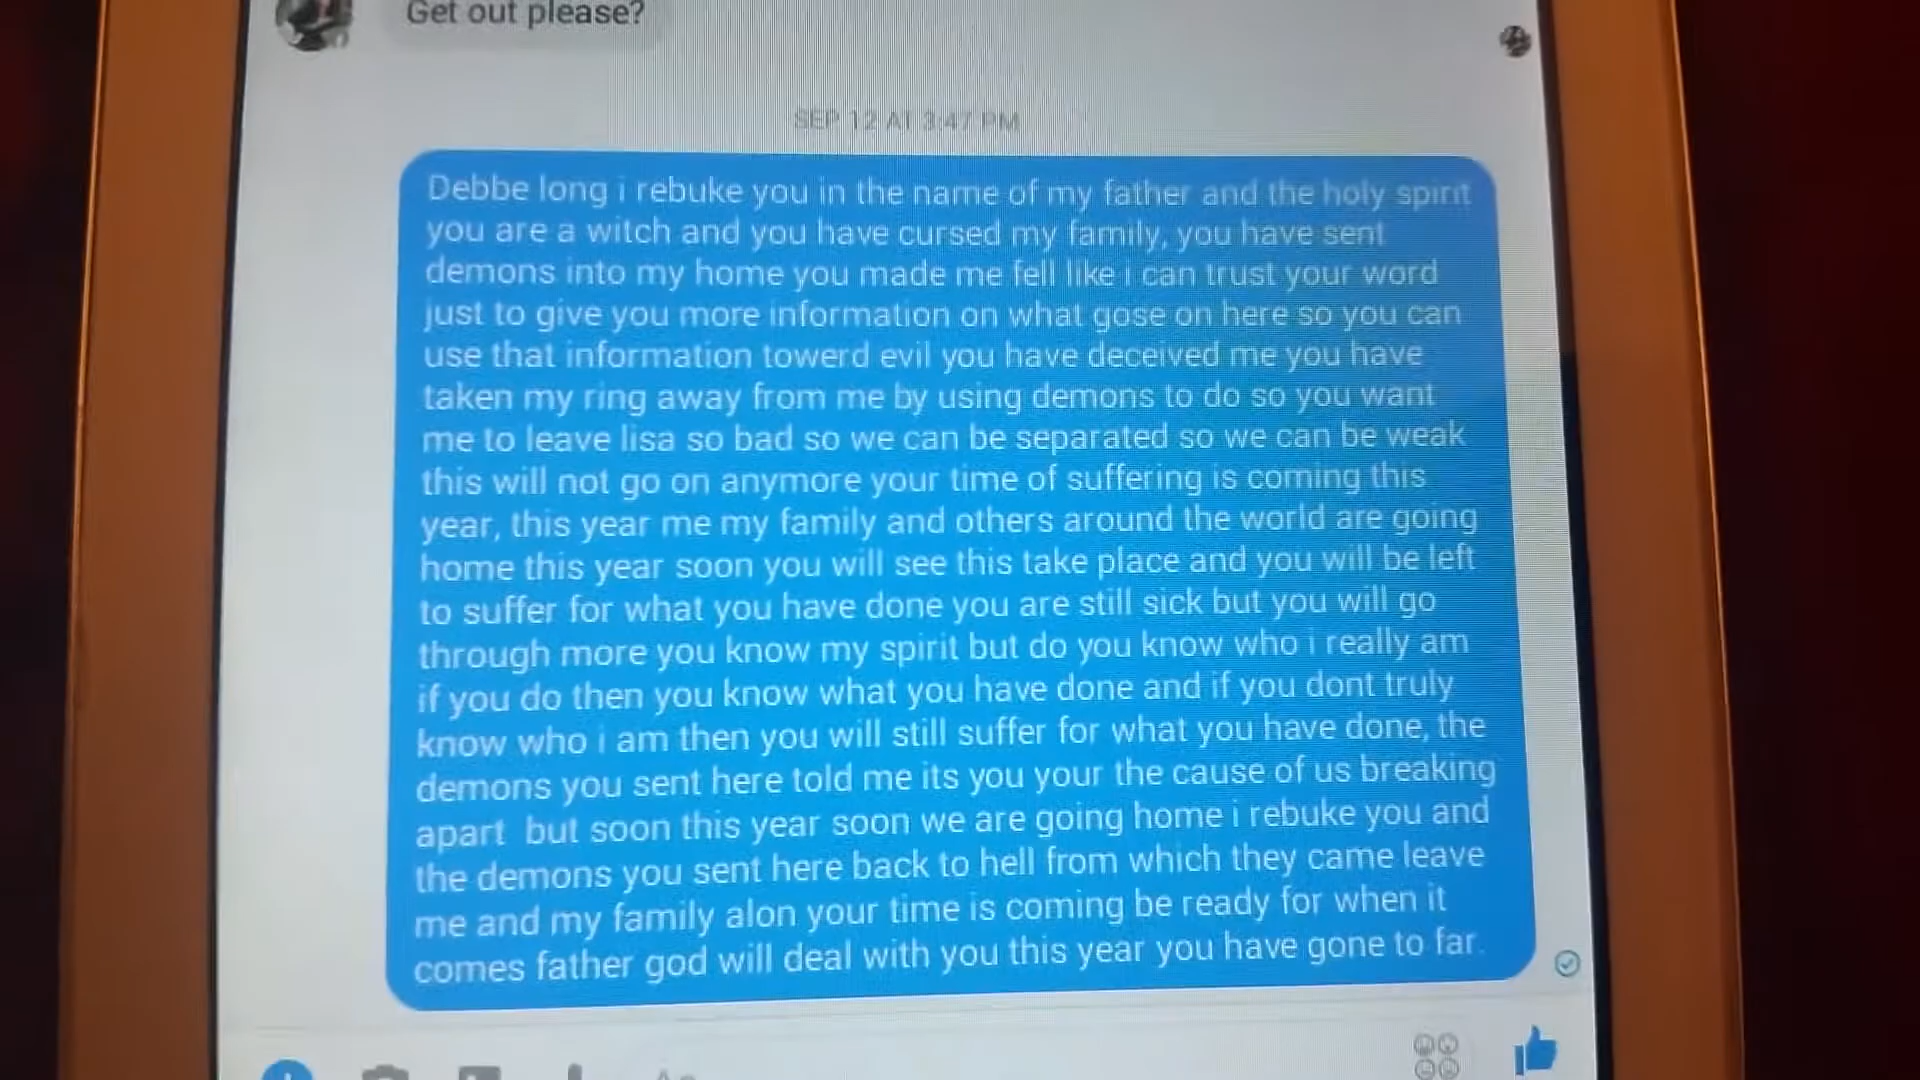 Get out please?
SEP 12 AT 3:47 PM
Debbe long i rebuke you in the name of my father and the holy spirit
you are a witch and you have cursed my family, you have sent
demons into my home you made me fell like i can trust your word
just to give you more information on what gose on here so you can
use that information towerd evil you have deceived me you have
taken my ring away from me by using demons to do so you want
me to leave lisa so bad so we can be separated so we can be weak
this will not go on anymore your time of suffering is coming this
year, this year me my family and others around the world are going
home this year soon you will see this take place and you will be left
to suffer for what you have done you are still sick but you will go
through more you know my spirit but do you know who i really am
if you do then you know what you have done and if you dont truly
know who i am then you will still suffer for what you have done, the
demons you sent here told me its you your the cause of us breaking
apart  but soon this year soon we are going home i rebuke you and
the demons you sent here back to hell from which they came leave
me and my family alon your time is coming be ready for when it
comes father god will deal with you this year you have gone to far.